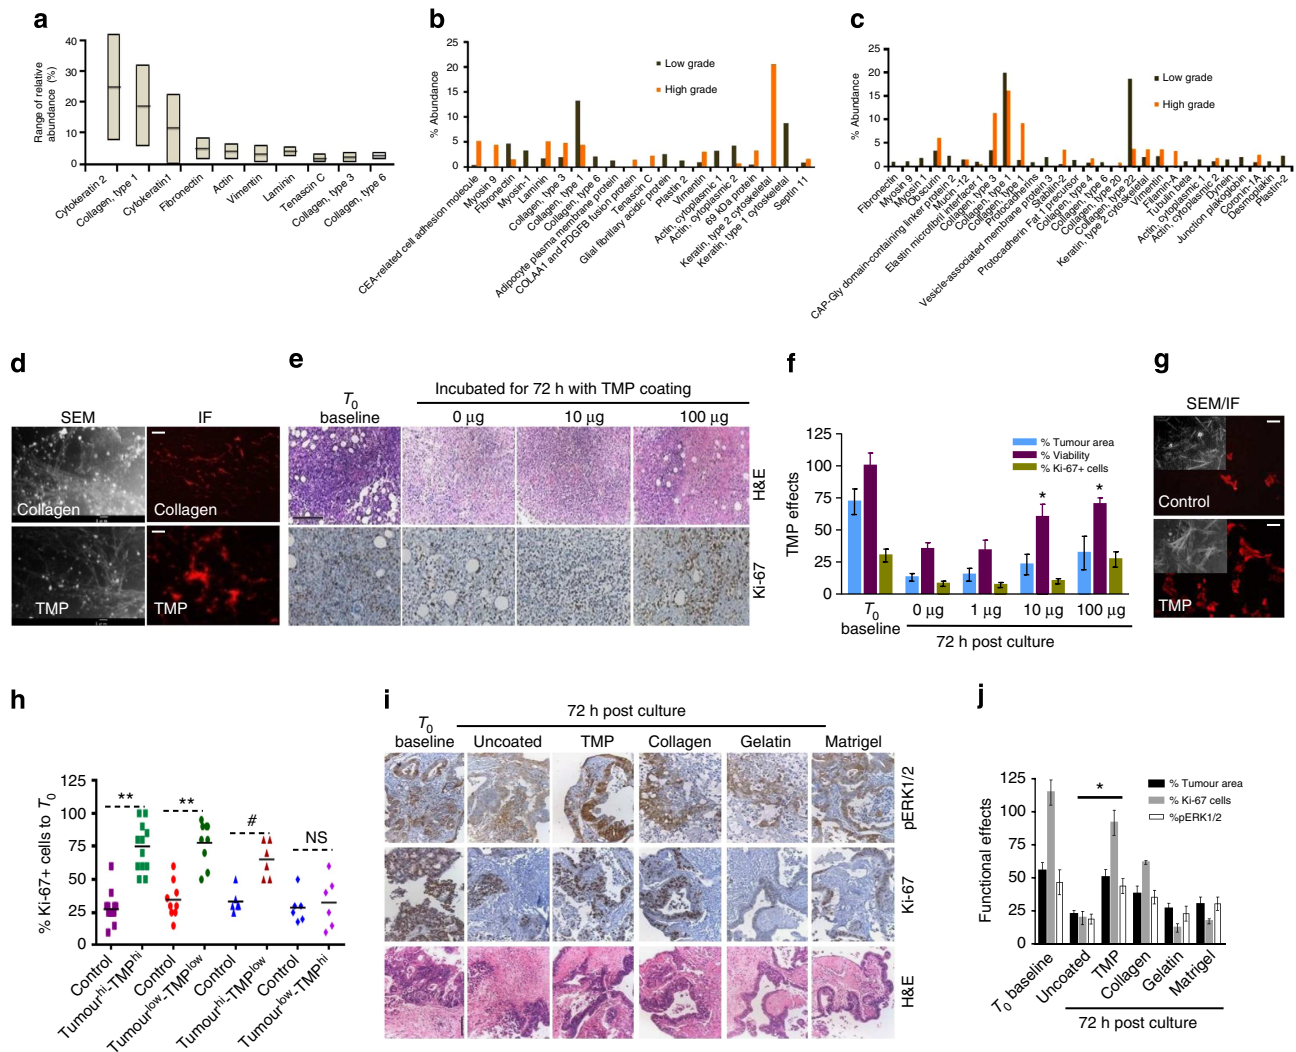 a
Range of relative
abundance (%)
40
30
20
10
0
Cytokeratin 2
Collagen, type 1
Cytokeratin1
Fibronectin
Actin
Vimentin
Laminin
Tenascin C
Collagen, type 3
Collagen, type 6
b
% Abundance
25
20
15
10
5
0
Low grade
High grade
CEA-related cell adhesion molecule
Myosin 9
Fibronectin
Myosin-1
Laminin
Collagen, type 3
Collagen, type 1
Collagen type 6
Adipocyte plasma membrane protein
COLAA1 and PDGFB fusion protein
Tenascin C
Glial fibrillary acidic protein
Plastin 2
Vimentin
Actin, cytoplasmic 1
Actin, cytoplasmic 2
69 kDa protein
Keratin, type 2 cytoskeletal
Keratin, type 1 cytoskeletal
Septin 11
c
% Abundance
25
20
15
10
5
0
Low grade
High grade
Fibronectin
Myosin 9
Myosin 1
Obscurin
CAP-Gly domain-containing linker protein 2
Mucin-12
Elastin microfibril interfacer 1
Collagen, type 3
Collagen, type 1
Protocadherins
Vesicle-associated membrane protein 3
Stabilin-2
Protocadherin Fat 1 precursor
Collagen, type 4
Collagen, type 6
Collagen, type 20
Collagen, type 22
Keratin, type 2 cytoskeletal
Vimentin
Filamin-A
Tubulin beta
Actin, cytoplasmic 1
Actin, cytoplasmic 2
Dynein
Junction plakoglobin
Coronin-1A
Desmoplakin
Plastin-2
d
SEM
IF
Collagen
Collagen
TMP
TMP
e
T0
baseline
Incubated for 72 h with TMP coating
0 µg
10 µg
100 µg
H&E
Ki-67
f
TMP effects
125
100
75
50
25
0
% Tumour area
% Viability
% Ki-67+ cells
*
*
T0
baseline
0 µg
1 µg
10 µg
100 µg
72 h post culture
g
SEM/IF
Control
TMP
h
% Ki-67+ cells to T0
125
100
75
50
25
0
**
**
#
NS
Control
Tumourhi-TMPhi
Control
Tumourlow-TMPlow
Control
Tumourhi-TMPlow
Control
Tumourlow-TMPhi
i
T0
baseline
72 h post culture
Uncoated
TMP
Collagen
Gelatin
Matrigel
pERK1/2
Ki-67
H&E
j
Functional effects
125
100
75
50
25
0
% Tumour area
% Ki-67 cells
%pERK1/2
*
T0 baseline
Uncoated
TMP
Collagen
Gelatin
Matrigel
72 h post culture